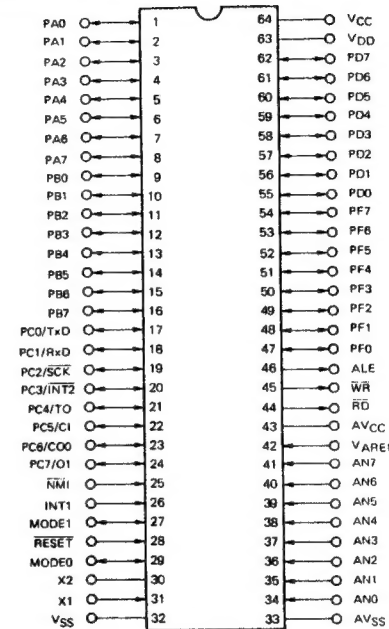 PA0 1 64 VCC
PA1 2 63 VDD
PA2 3 62 PD7
PA3 4 61 PD6
PA4 5 60 PD5
PA5 6 59 PD4
PA6 7 58 PD3
PA7 8 57 PD2
PB0 9 56 PD1
PB1 10 55 PD0
PB2 11 54 PF7
PB3 12 53 PF6
PB4 13 52 PF5
PB5 14 51 PF4
PB6 15 50 PF3
PB7 16 49 PF2
PC0/TxD 17 48 PF1
PC1/RxD 18 47 PF0
PC2/SCK 19 46 ALE
PC3/INT2 20 45 WR
PC4/TO 21 44 RD
PC5/CI 22 43 AVCC
PC6/CO0 23 42 VAREF
PC7/O1 24 41 AN7
NMI 25 40 AN6
INT1 26 39 AN5
MODE1 27 38 AN4
RESET 28 37 AN3
MODE0 29 36 AN2
X2 30 35 AN1
X1 31 34 AN0
VSS 32 33 AVSS